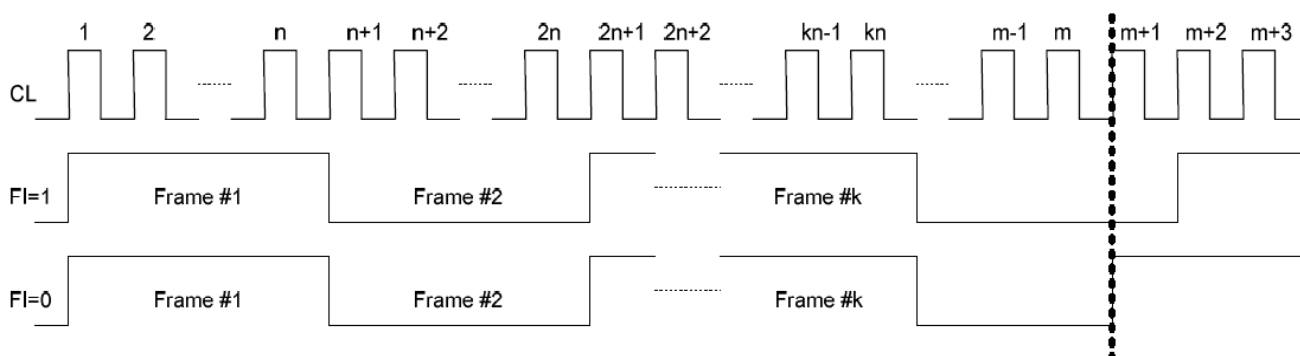 1 2 n n+1 n+2 2n 2n+1 2n+2 kn-1 kn m-1 m m+1 m+2 m+3
CL
FI=1 Frame #1 Frame #2 Frame #k
FI=0 Frame #1 Frame #2 Frame #k